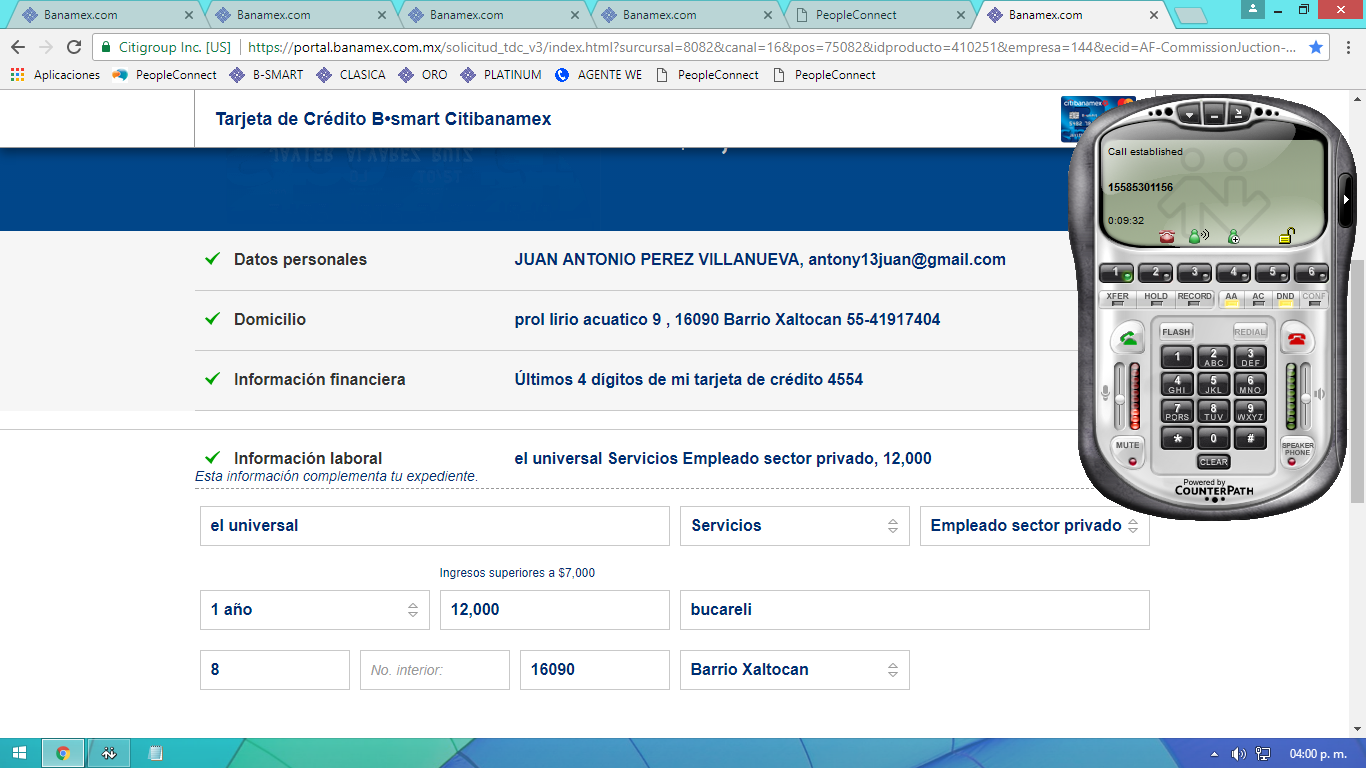 Banamex.com
Banamex.com
Banamex.com
Banamex.com
PeopleConnect
Banamex.com
Citigroup Inc. [US]
https://portal.banamex.com.mx/solicitud_tdc_v3/index.html?surcursal=8082&canal=16&pos=75082&idproducto=410251&empresa=144&ecid=AF-CommissionJuction-...
Aplicaciones
PeopleConnect
B-SMART
CLASICA
ORO
PLATINUM
AGENTE WE
PeopleConnect
PeopleConnect
Tarjeta de Crédito B•smart Citibanamex
citibanamex
Datos personales
JUAN ANTONIO PEREZ VILLANUEVA, antony13juan@gmail.com
Domicilio
prol lirio acuatico 9 , 16090 Barrio Xaltocan 55-41917404
Información financiera
Últimos 4 dígitos de mi tarjeta de crédito 4554
Información laboral
el universal Servicios Empleado sector privado, 12,000
Esta información complementa tu expediente.
el universal
Servicios
Empleado sector privado
Ingresos superiores a $7,000
1 año
12,000
bucareli
8
No. interior:
16090
Barrio Xaltocan
Call established
15585301156
0:09:32
1 2 3 4 5 6
XFER HOLD RECORD AA AC DND CONF
FLASH REDIAL
1 2 ABC 3 DEF
4 GHI 5 JKL 6 MNO
7 PQRS 8 TUV 9 WXYZ
* 0 #
MUTE
SPEAKER PHONE
CLEAR
Powered by
COUNTERPATH
04:00 p. m.